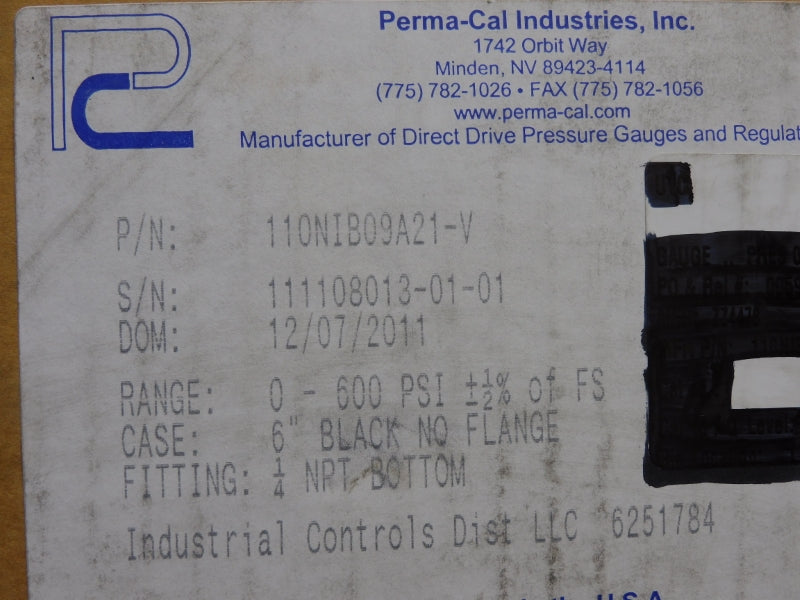 Perma-Cal Industries, Inc.
1742 Orbit Way
Minden, NV 89423-4114
(775) 782-1026 • FAX (775) 782-1056
www.perma-cal.com
Manufacturer of Direct Drive Pressure Gauges and Regulat
P/N: 110NIB09A21-V
S/N: 111108013-01-01
DOM: 12/07/2011
RANGE: 0 - 600 PSI ±½% of FS
CASE: 6" BLACK NO FLANGE
FITTING: ¼ NPT BOTTOM
Industrial Controls Dist LLC 6251784
GAUGE
U.S.A.